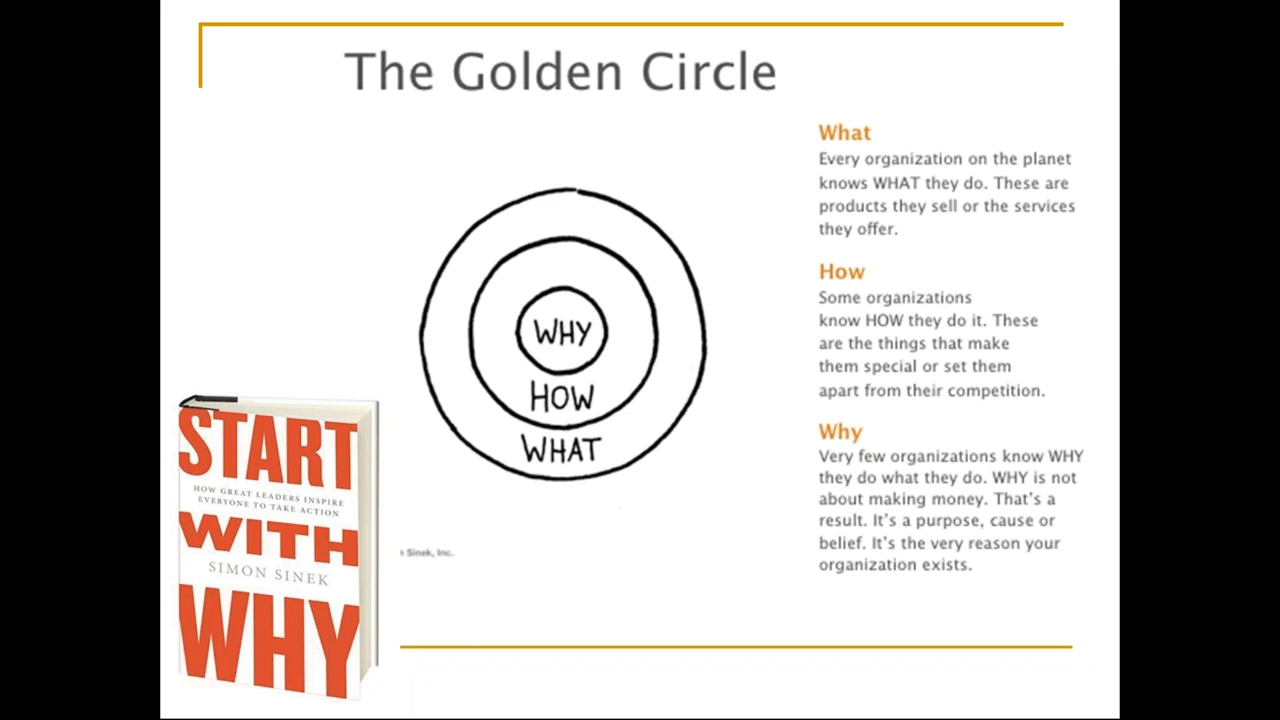 The Golden Circle
WHY
HOW
WHAT
What
Every organization on the planet
knows WHAT they do. These are
products they sell or the services
they offer.
How
Some organizations
know HOW they do it. These
are the things that make
them special or set them
apart from their competition.
Why
Very few organizations know WHY
they do what they do. WHY is not
about making money. That's a
result. It's a purpose, cause or
belief. It's the very reason your
organization exists.
START
HOW GREAT LEADERS INSPIRE
EVERYONE TO TAKE ACTION
WITH
SIMON SINEK
WHY
Sinek, Inc.